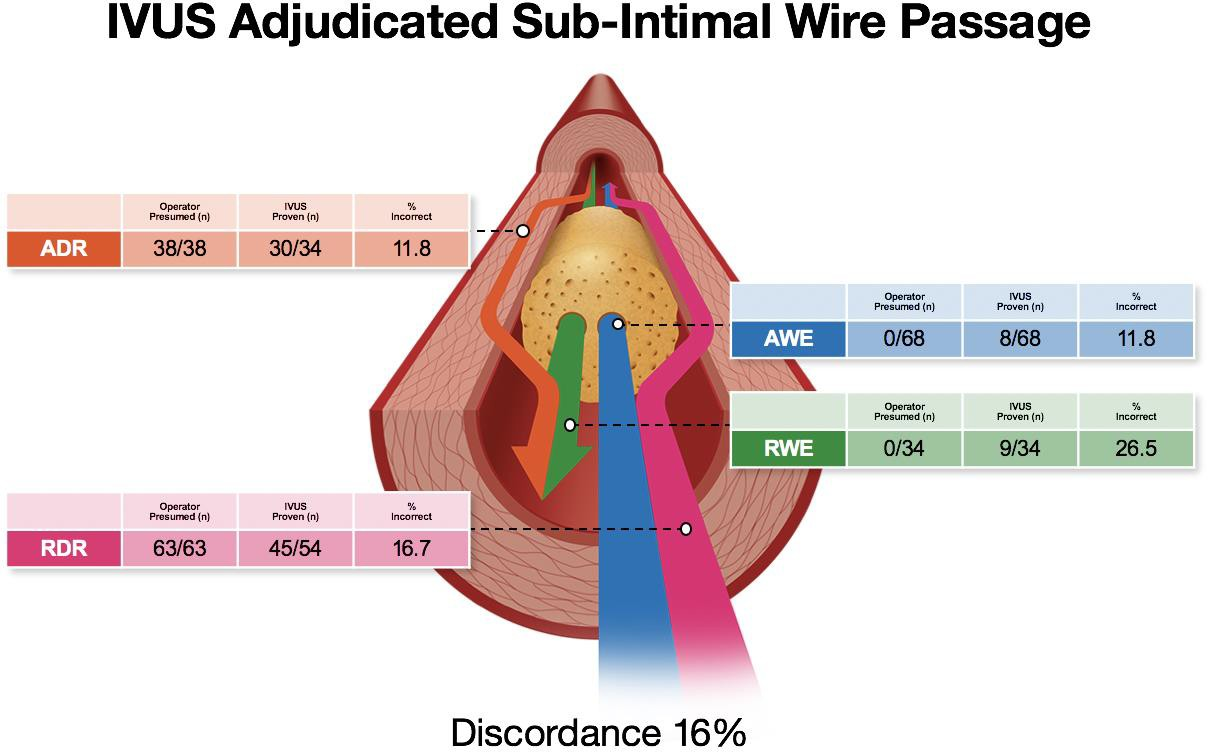 IVUS Adjudicated Sub-Intimal Wire Passage
Operator Presumed (n) IVUS Proven (n) % Incorrect
ADR 38/38 30/34 11.8
Operator Presumed (n) IVUS Proven (n) % Incorrect
AWE 0/68 8/68 11.8
Operator Presumed (n) IVUS Proven (n) % Incorrect
RWE 0/34 9/34 26.5
Operator Presumed (n) IVUS Proven (n) % Incorrect
RDR 63/63 45/54 16.7
Discordance 16%